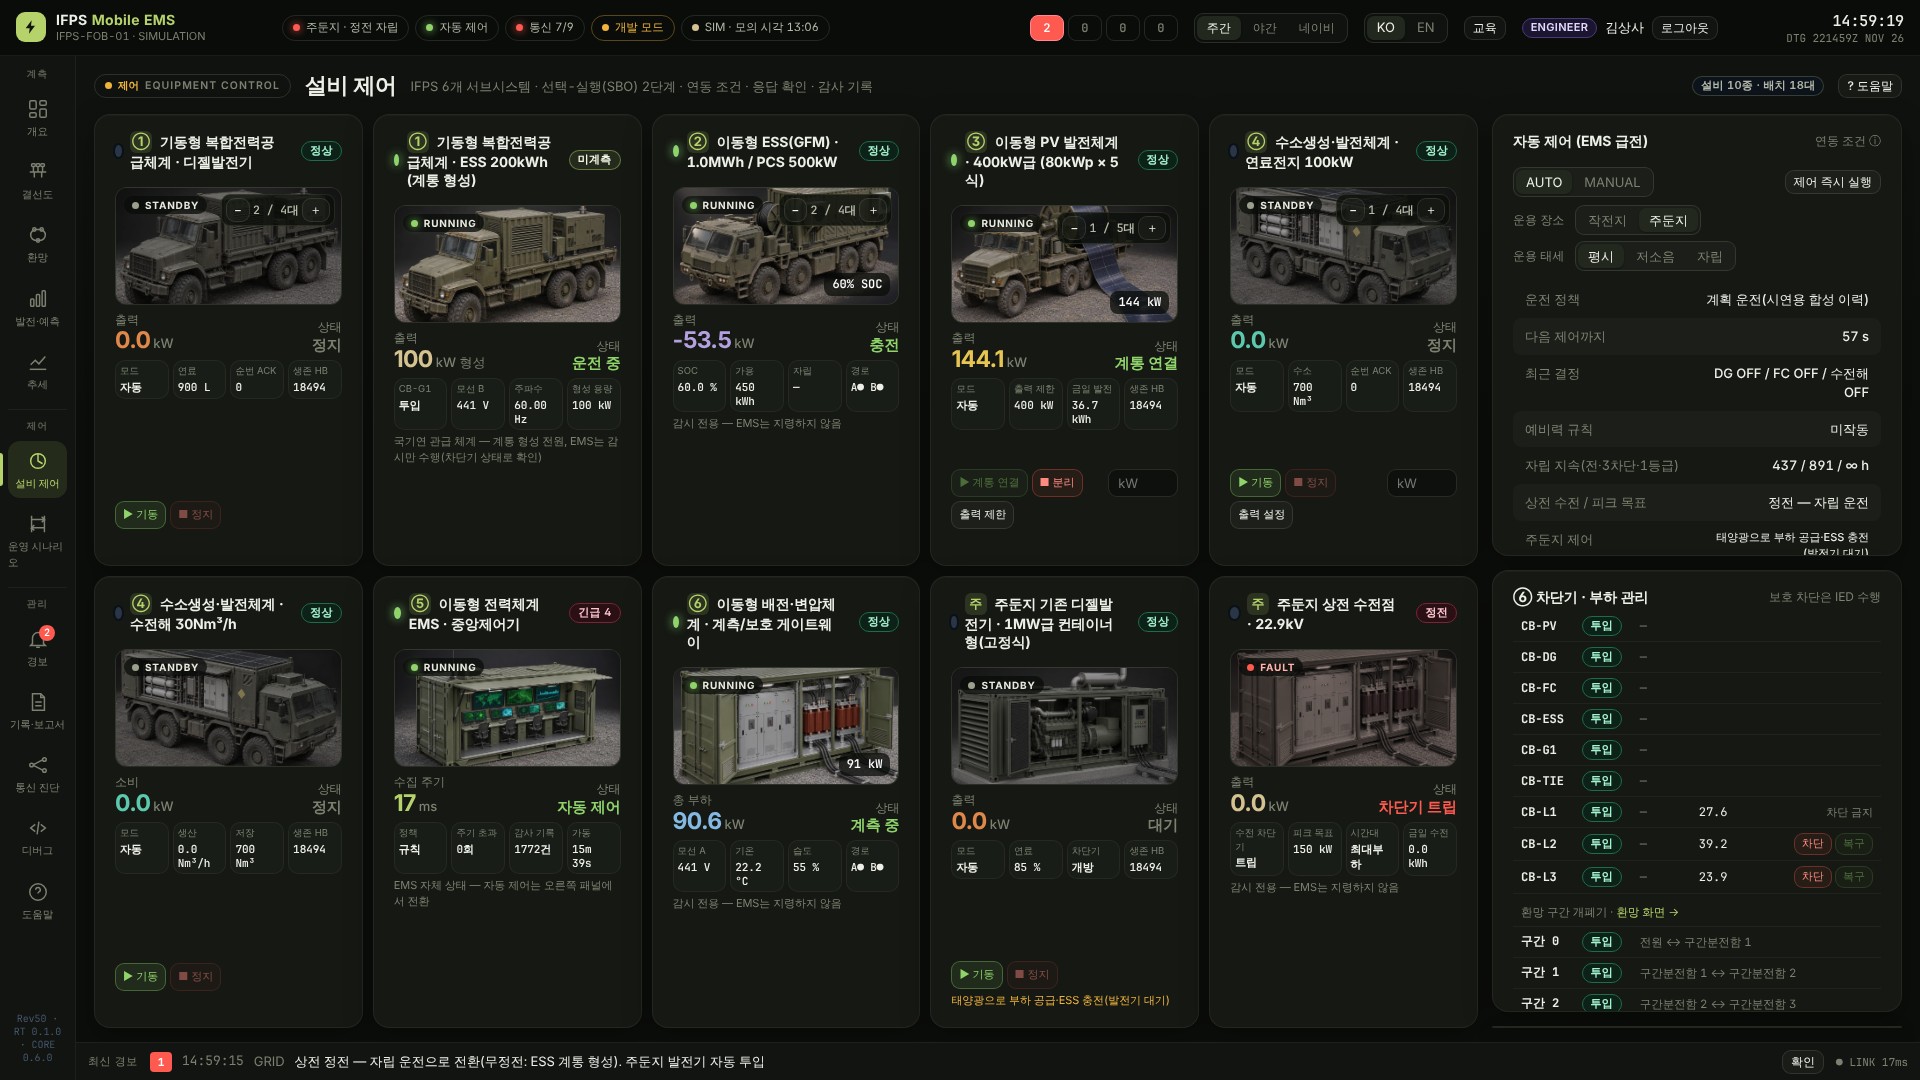 IFPS Mobile EMS
IFPS-FOB-01 · SIMULATION
주둔지 · 정전 자립
자동 제어
통신 7/9
개발 모드
SIM · 모의 시각 13:06
2 0 0 0
주간 야간 네이비
KO EN
교육
ENGINEER 김상사 로그아웃
14:59:19
DTG 221459Z NOV 26
계측
개요
결선도
환망
발전·예측
추세
제어
설비 제어
운영 시나리오
관리
2
경보
기록·보고서
통신 진단
디버그
도움말
Rev50 ·
RT 0.1.0
· CORE
0.6.0
제어 EQUIPMENT CONTROL
설비 제어
IFPS 6개 서브시스템 · 선택-실행(SBO) 2단계 · 연동 조건 · 응답 확인 · 감사 기록
설비 10종 · 배치 18대
? 도움말
① 기동형 복합전력공
급체계 · 디젤발전기
정상
STANDBY
− 2 / 4대 +
출력
0.0 kW
상태
정지
모드 자동
연료 900 L
순번 ACK 0
생존 HB 18494
▶ 기동 ■ 정지
① 기동형 복합전력공
급체계 · ESS 200kWh
(계통 형성)
미계측
RUNNING
출력
100 kW 형성
상태
운전 중
CB-G1 투입
모선 B 441 V
주파수 60.00 Hz
형성 용량 100 kW
국기연 관급 체계 — 계통 형성 전원, EMS는 감
시만 수행(차단기 상태로 확인)
② 이동형 ESS(GFM) ·
1.0MWh / PCS 500kW
정상
RUNNING
− 2 / 4대 +
60% SOC
출력
-53.5 kW
상태
충전
SOC 60.0 %
가용 450 kWh
자립 —
경로 A● B●
감시 전용 — EMS는 지령하지 않음
③ 이동형 PV 발전체계
· 400kW급 (80kWp × 5
식)
정상
RUNNING
− 1 / 5대 +
144 kW
출력
144.1 kW
상태
계통 연결
모드 자동
출력 제한 400 kW
금일 발전 36.7 kWh
생존 HB 18494
▶ 계통 연결 ■ 분리 kW
출력 제한
④ 수소생성·발전체계 ·
연료전지 100kW
정상
STANDBY
− 1 / 4대 +
출력
0.0 kW
상태
정지
모드 자동
수소 700 Nm³
순번 ACK 0
생존 HB 18494
▶ 기동 ■ 정지 kW
출력 설정
④ 수소생성·발전체계 ·
수전해 30Nm³/h
정상
STANDBY
소비
0.0 kW
상태
정지
모드 자동
생산 0.0 Nm³/h
저장 700 Nm³
생존 HB 18494
▶ 기동 ■ 정지
⑤ 이동형 전력체계
EMS · 중앙제어기
긴급 4
RUNNING
수집 주기
17 ms
상태
자동 제어
정책 규칙
주기 초과 0회
감사 기록 1772건
가동 15m 39s
EMS 자체 상태 — 자동 제어는 오른쪽 패널에
서 전환
⑥ 이동형 배전·변압체
계 · 계측/보호 게이트웨
이
정상
RUNNING
91 kW
총 부하
90.6 kW
상태
계측 중
모선 A 441 V
기온 22.2 °C
습도 55 %
경로 A● B●
감시 전용 — EMS는 지령하지 않음
주 주둔지 기존 디젤발
전기 · 1MW급 컨테이너
형(고정식)
정상
STANDBY
출력
0.0 kW
상태
대기
모드 자동
연료 85 %
차단기 개방
생존 HB 18494
▶ 기동 ■ 정지
태양광으로 부하 공급·ESS 충전(발전기 대기)
주 주둔지 상전 수전점
· 22.9kV
정전
FAULT
출력
0.0 kW
상태
차단기 트립
수전 차단기 트립
피크 목표 150 kW
시간대 최대부하
금일 수전 0.0 kWh
감시 전용 — EMS는 지령하지 않음
자동 제어 (EMS 급전)
연동 조건 ⓘ
AUTO MANUAL
제어 즉시 실행
운용 장소 작전지 주둔지
운용 태세 평시 저소음 자립
운전 정책 계획 운전(시연용 합성 이력)
다음 제어까지 57 s
최근 결정 DG OFF / FC OFF / 수전해
OFF
예비력 규칙 미작동
자립 지속(전·3차단·1등급) 437 / 891 / ∞ h
상전 수전 / 피크 목표 정전 — 자립 운전
주둔지 제어 태양광으로 부하 공급·ESS 충전
(발전기 대기)
⑥ 차단기 · 부하 관리
보호 차단은 IED 수행
CB-PV 투입 —
CB-DG 투입 —
CB-FC 투입 —
CB-ESS 투입 —
CB-G1 투입 —
CB-TIE 투입 —
CB-L1 투입 — 27.6 차단 금지
CB-L2 투입 — 39.2 차단 복구
CB-L3 투입 — 23.9 차단 복구
환망 구간 개폐기 · 환망 화면 →
구간 0 투입 전원 ↔ 구간분전함 1
구간 1 투입 구간분전함 1 ↔ 구간분전함 2
구간 2 투입 구간분전함 2 ↔ 구간분전함 3
최신 경보 1 14:59:15 GRID 상전 정전 — 자립 운전으로 전환(무정전: ESS 계통 형성). 주둔지 발전기 자동 투입
확인
LINK 17ms